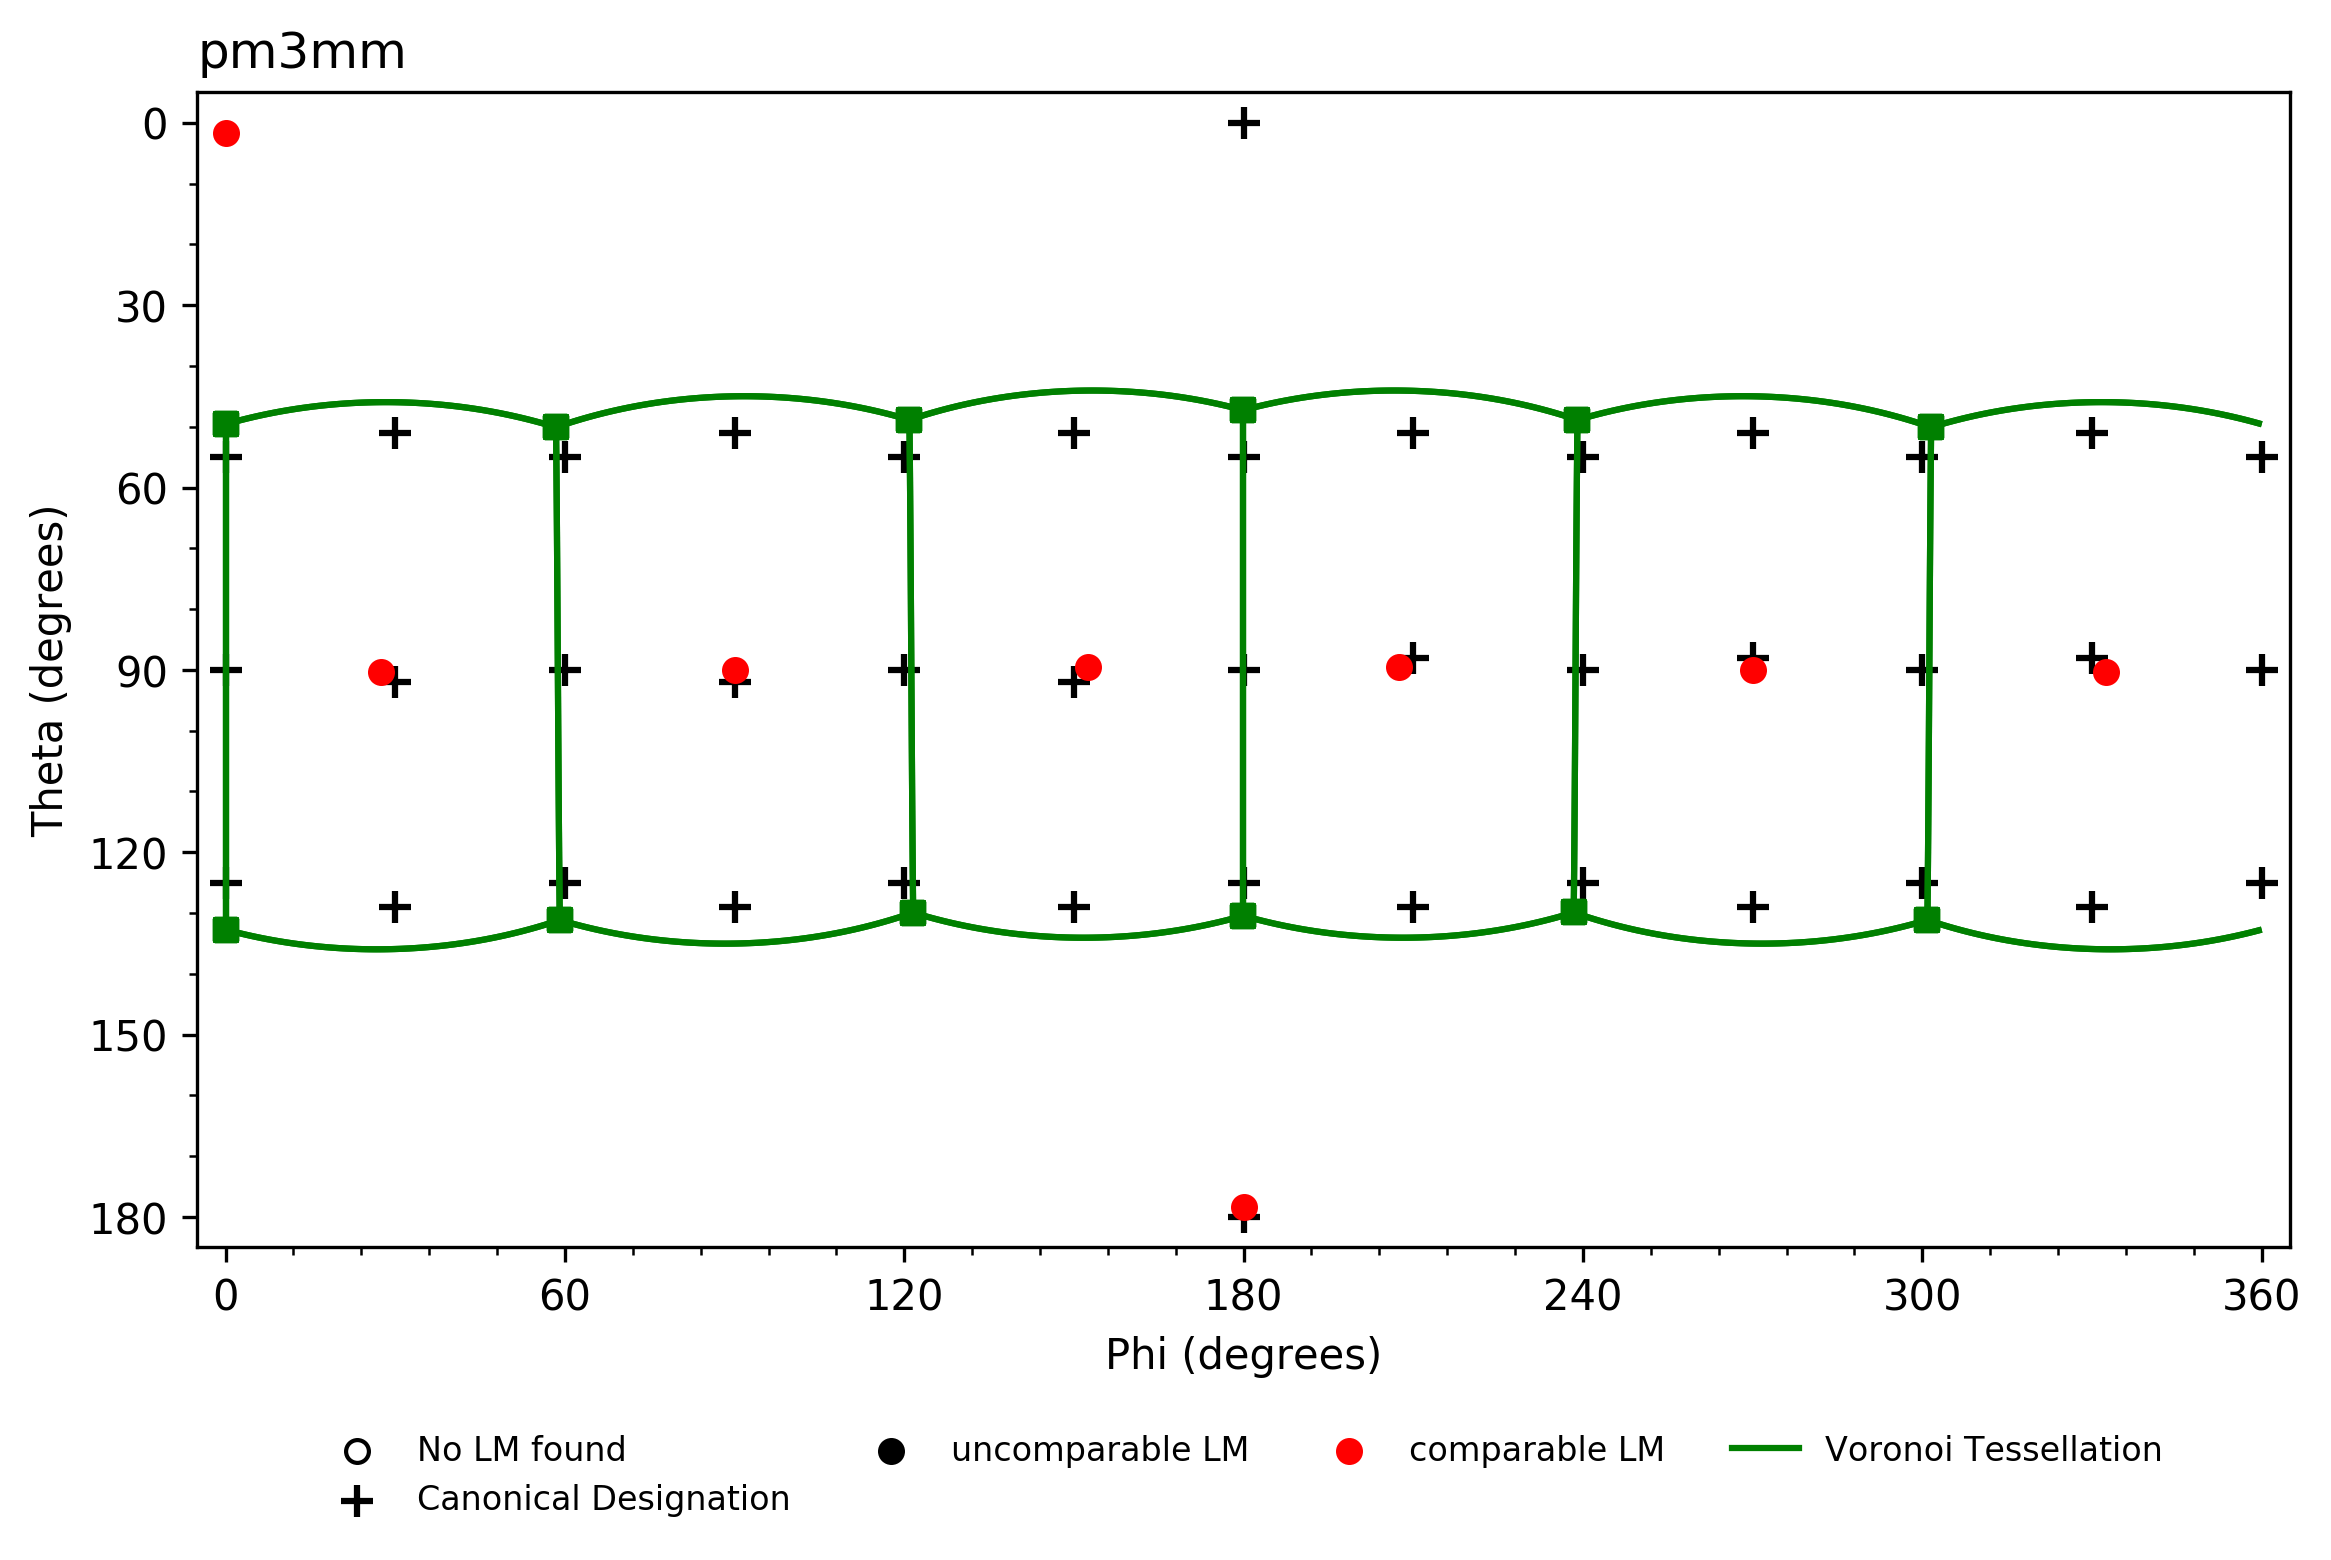 pm3mm
0
30
60
90
120
150
180
Theta (degrees)
0 60 120 180 240 300 360
Phi (degrees)
No LM found uncomparable LM comparable LM Voronoi Tessellation
Canonical Designation